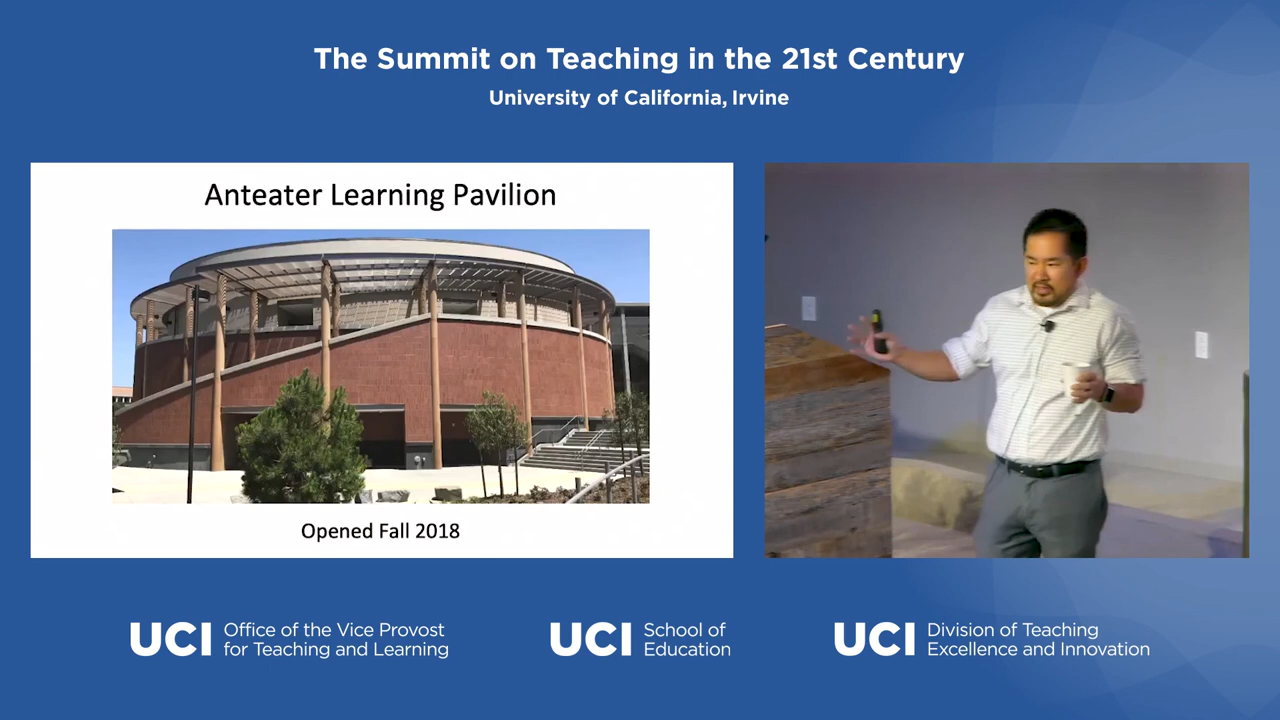 The Summit on Teaching in the 21st Century
University of California, Irvine
Anteater Learning Pavilion
Opened Fall 2018
UCI Office of the Vice Provost
for Teaching and Learning
UCI School of
Education
UCI Division of Teaching
Excellence and Innovation